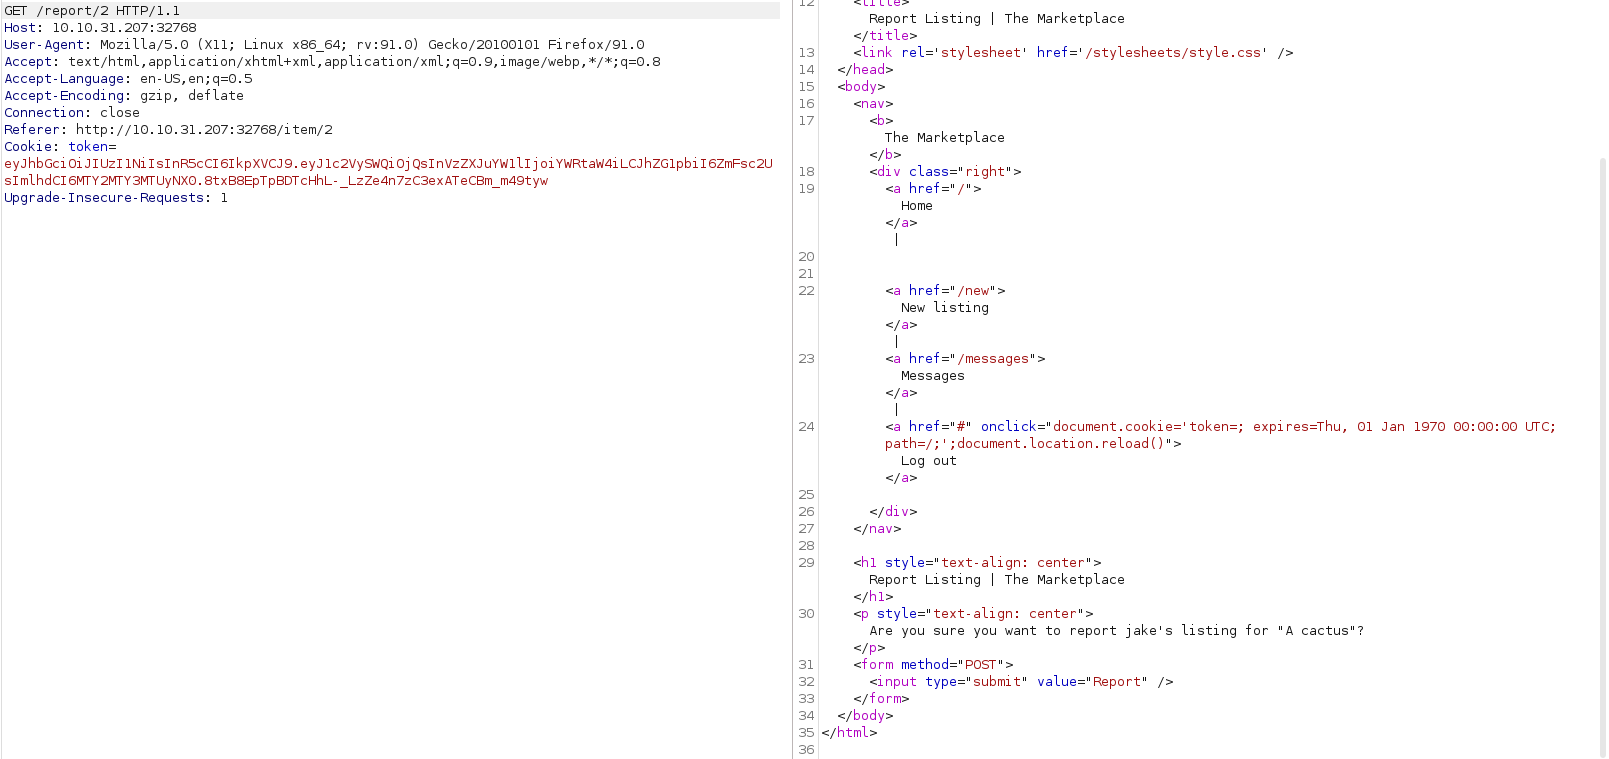 GET /report/2 HTTP/1.1
Host: 10.10.31.207:32768
User-Agent: Mozilla/5.0 (X11; Linux x86_64; rv:91.0) Gecko/20100101 Firefox/91.0
Accept: text/html,application/xhtml+xml,application/xml;q=0.9,image/webp,*/*;q=0.8
Accept-Language: en-US,en;q=0.5
Accept-Encoding: gzip, deflate
Connection: close
Referer: http://10.10.31.207:32768/item/2
Cookie: token=
eyJhbGciOiJIUzI1NiIsInR5cCI6IkpXVCJ9.eyJ1c2VySWQiOjQsInVzZXJuYW1lIjoiYWRtaW4iLCJhZG1pbiI6ZmFsc2U
sImlhdCI6MTY2MTY3MTUyNX0.8txB8EpTpBDTcHhL-_LzZe4n7zC3exATeCBm_m49tyw
Upgrade-Insecure-Requests: 1
12 <title>
Report Listing | The Marketplace
</title>
13 <link rel='stylesheet' href='/stylesheets/style.css' />
14 </head>
15 <body>
16 <nav>
17 <b>
The Marketplace
</b>
18 <div class="right">
19 <a href="/">
Home
</a>
|
20
21
22 <a href="/new">
New listing
</a>
|
23 <a href="/messages">
Messages
</a>
|
24 <a href="#" onclick="document.cookie='token=; expires=Thu, 01 Jan 1970 00:00:00 UTC;
path=/;';document.location.reload()">
Log out
</a>
25
26 </div>
27 </nav>
28
29 <h1 style="text-align: center">
Report Listing | The Marketplace
</h1>
30 <p style="text-align: center">
Are you sure you want to report jake's listing for "A cactus"?
</p>
31 <form method="POST">
32 <input type="submit" value="Report" />
33 </form>
34 </body>
35 </html>
36